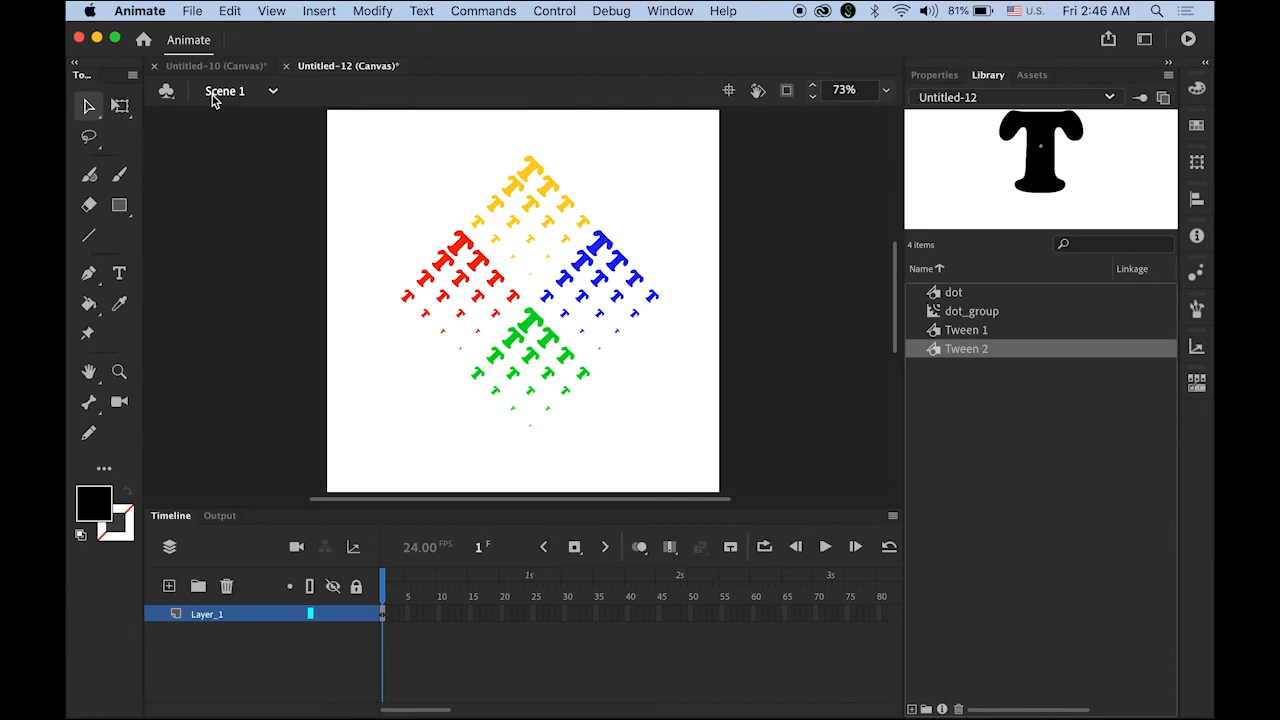 Animate File Edit View Insert Modify Text Commands Control Debug Window Help 81% U.S. Fri 2:46 AM
Animate
Untitled-10 (Canvas)* Untitled-12 (Canvas)*
To...
Scene 1
73%
Properties Library Assets
Untitled-12
T
4 items
Name Linkage
dot
dot_group
Tween 1
Tween 2
T T T T T T T T T T T T T T T T
T T T T T T T T T T T T T T T T
T T T T T T T T T T T T T T T T
T T T T T T T T T T T T T T T T
Timeline Output
24.00 FPS 1 F
1s 2s 3s
5 10 15 20 25 30 35 40 45 50 55 60 65 70 75 80
Layer_1